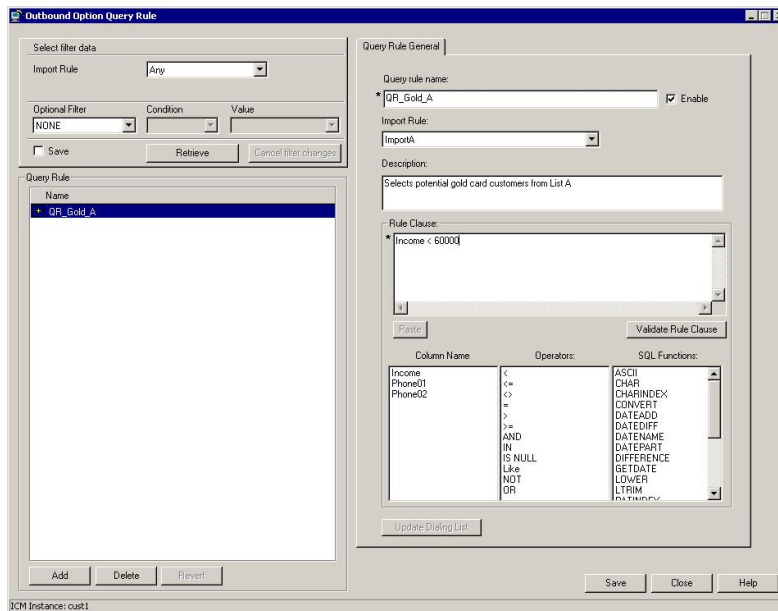 Outbound Option Query Rule
Select filter data
Import Rule
Any
Optional Filter
Condition
Value
NONE
Save
Retrieve
Cancel filter changes
Query Rule
Name
+ QR_Gold_A
Add
Delete
Revert
Query Rule General
Query rule name:
* QR_Gold_A
Enable
Import Rule:
ImportA
Description:
Selects potential gold card customers from List A
Rule Clause:
* Income < 60000
Paste
Validate Rule Clause
Column Name
Income
Phone01
Phone02
Operators:
<
<=
<>
=
>
>=
AND
IN
IS NULL
Like
NOT
OR
SQL Functions:
ASCII
CHAR
CHARINDEX
CONVERT
DATEADD
DATEDIFF
DATENAME
DATEPART
DIFFERENCE
GETDATE
LOWER
LTRIM
PATINDEX
Update Dialing List
Save
Close
Help
ICM Instance: cust1